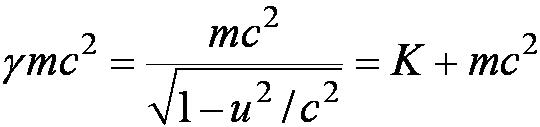 γmc² = mc² / √(1 − u²/c²) = K + mc²